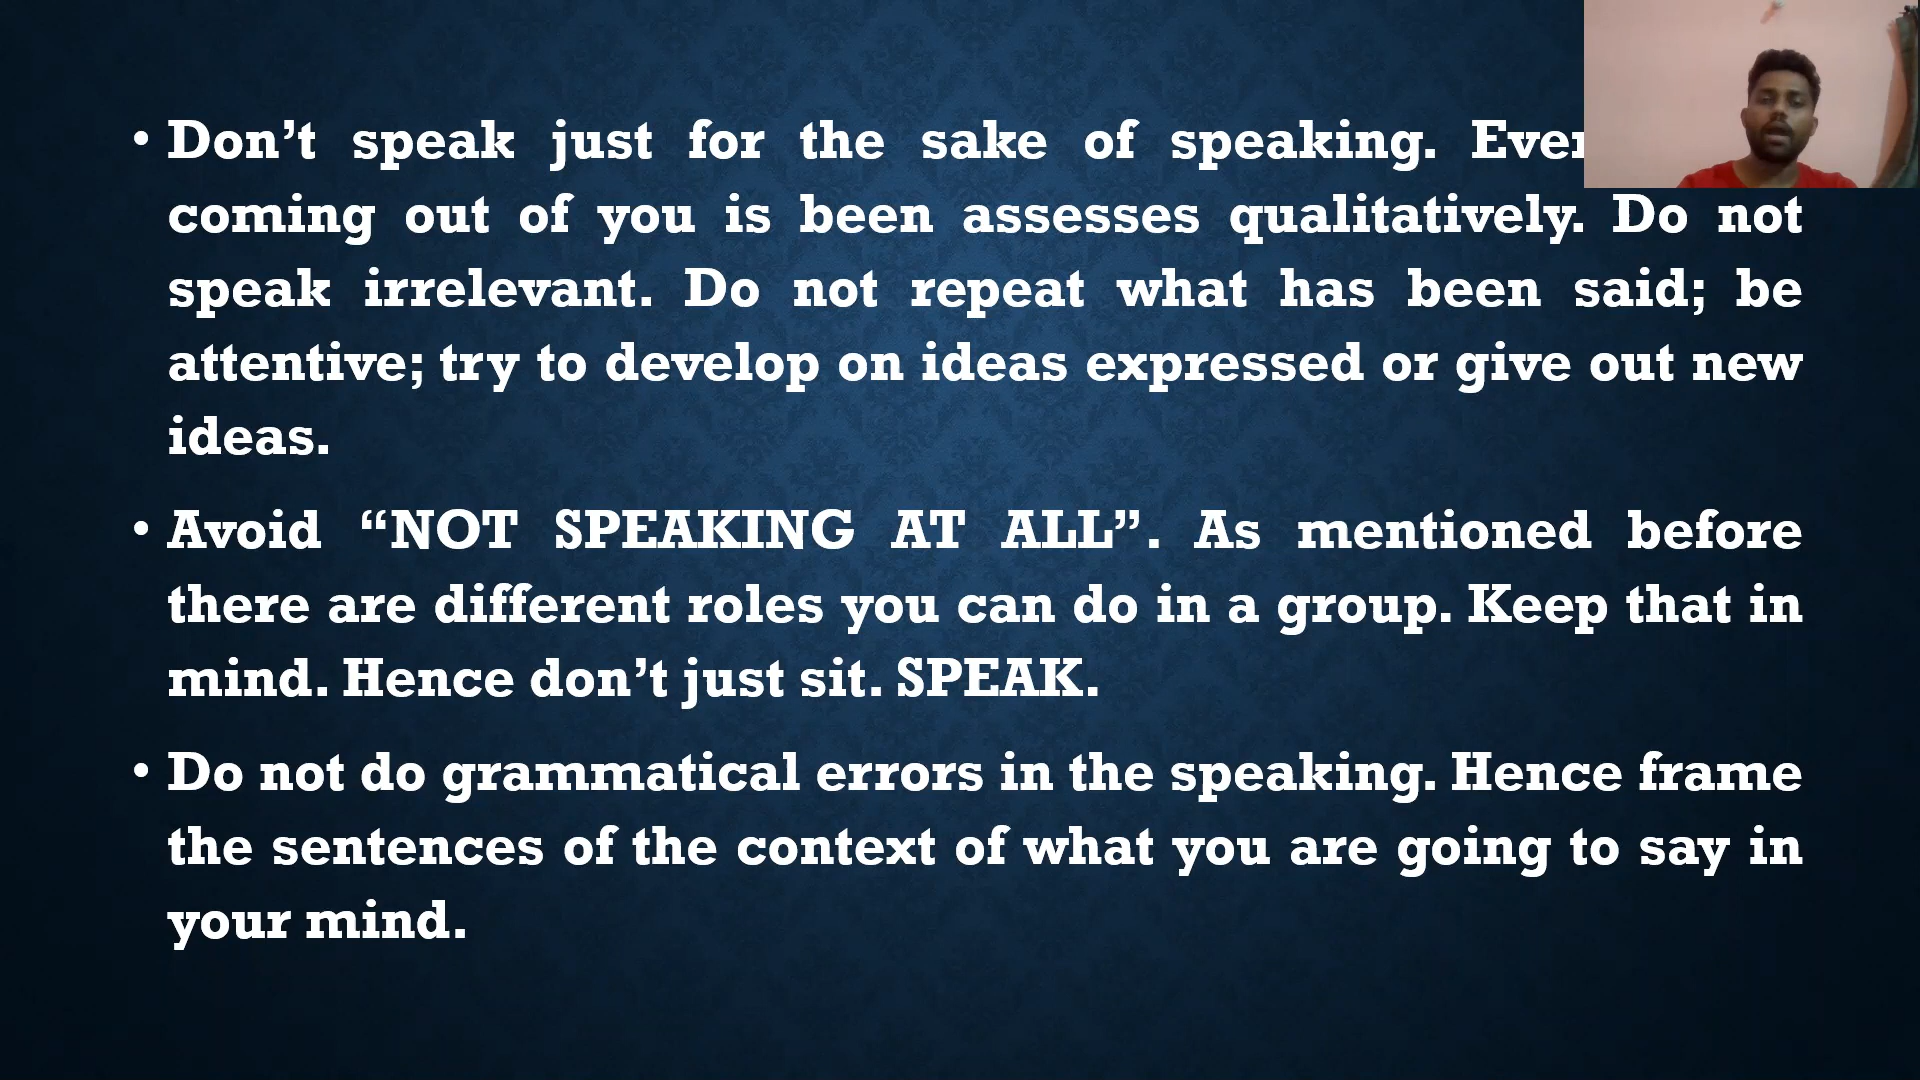 • Don’t speak just for the sake of speaking.
coming out of you is been assesses qualitatively. Do not
speak irrelevant. Do not repeat what has been said; be
attentive; try to develop on ideas expressed or give out new
ideas.
• Avoid “NOT SPEAKING AT ALL”. As mentioned before
there are different roles you can do in a group. Keep that in
mind. Hence don’t just sit. SPEAK.
• Do not do grammatical errors in the speaking. Hence frame
the sentences of the context of what you are going to say in
your mind.